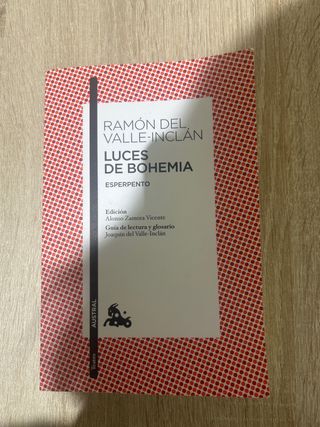 RAMÓN DEL
VALLE-INCLÁN
LUCES
DE BOHEMIA
ESPERPENTO
Edición
Alonso Zamora Vicente
Guía de lectura y glosario
Joaquín del Valle-Inclán
AUSTRAL
Teatro